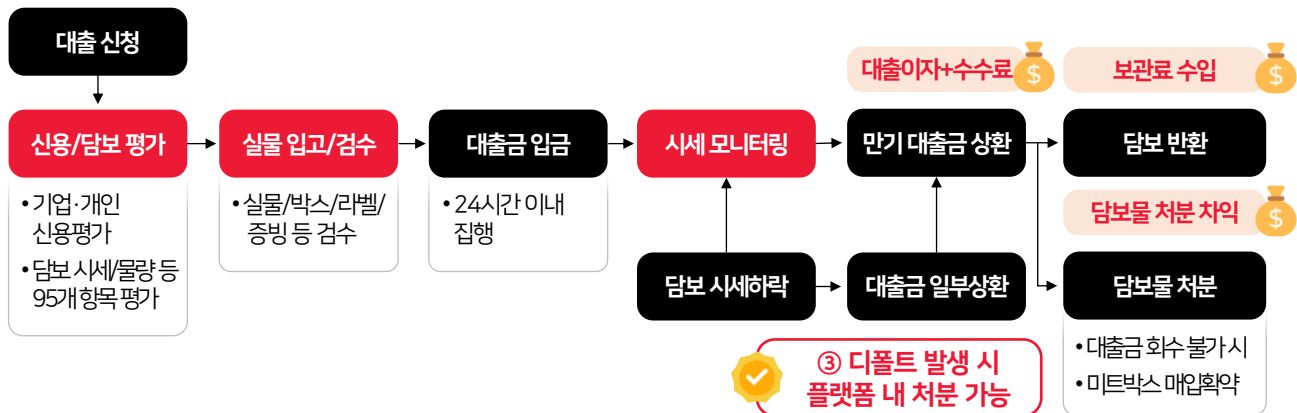 대출 신청
대출이자+수수료
$
보관료 수입
$
신용/담보 평가
실물 입고/검수
대출금 입금
시세 모니터링
만기 대출금 상환
담보 반환
•기업·개인
신용평가
•담보 시세/물량 등
95개 항목 평가
•실물/박스/라벨/
증빙 등 검수
•24시간 이내
집행
담보물 처분 차익
$
담보 시세하락
대출금 일부상환
담보물 처분
•대출금 회수 불가 시
•미트박스 매입확약
③ 디폴트 발생 시
플랫폼 내 처분 가능